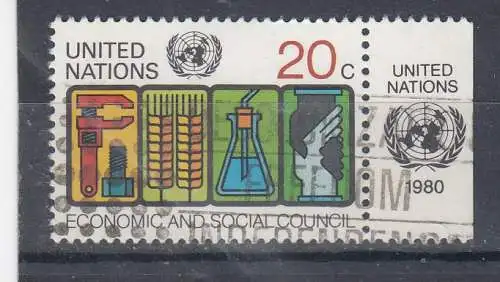 UNITED
NATIONS
20c
ECONOMIC AND SOCIAL COUNCIL
UNITED
NATIONS
1980